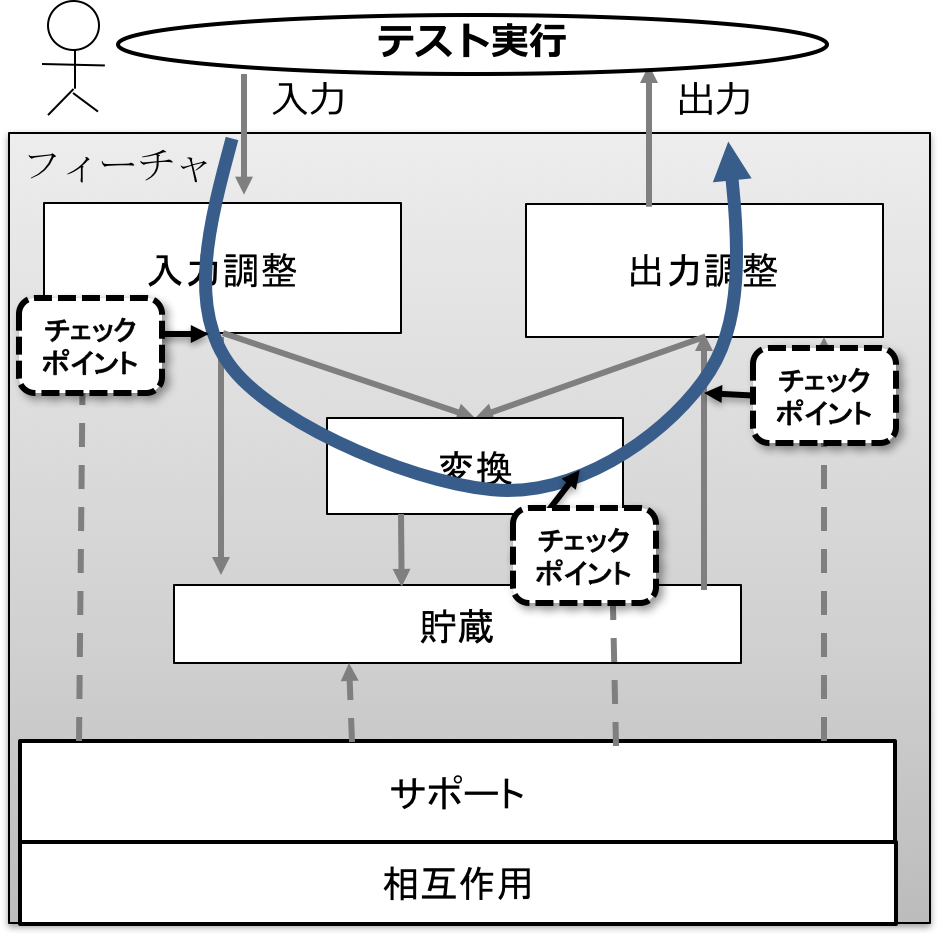 テスト実行
入力
出力
フィーチャ
入力調整
出力調整
チェック
ポイント
チェック
ポイント
変換
チェック
ポイント
貯蔵
サポート
相互作用